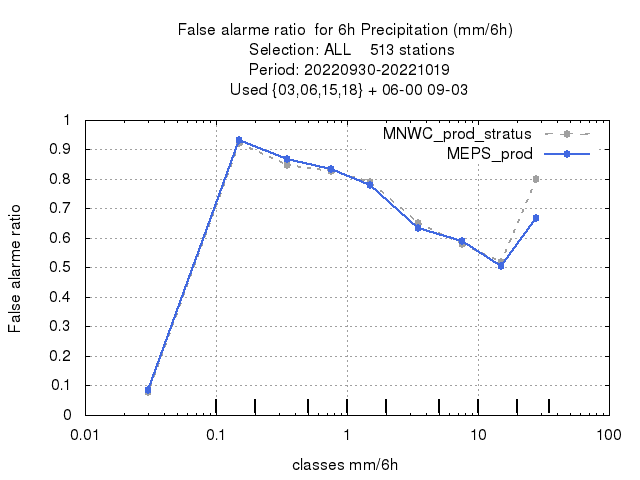 False alarme ratio  for 6h Precipitation (mm/6h)
Selection: ALL    513 stations
Period: 20220930-20221019
Used {03,06,15,18} + 06-00 09-03
MNWC_prod_stratus
MEPS_prod
False alarme ratio
1
0.9
0.8
0.7
0.6
0.5
0.4
0.3
0.2
0.1
0
0.01 0.1 1 10 100
classes mm/6h